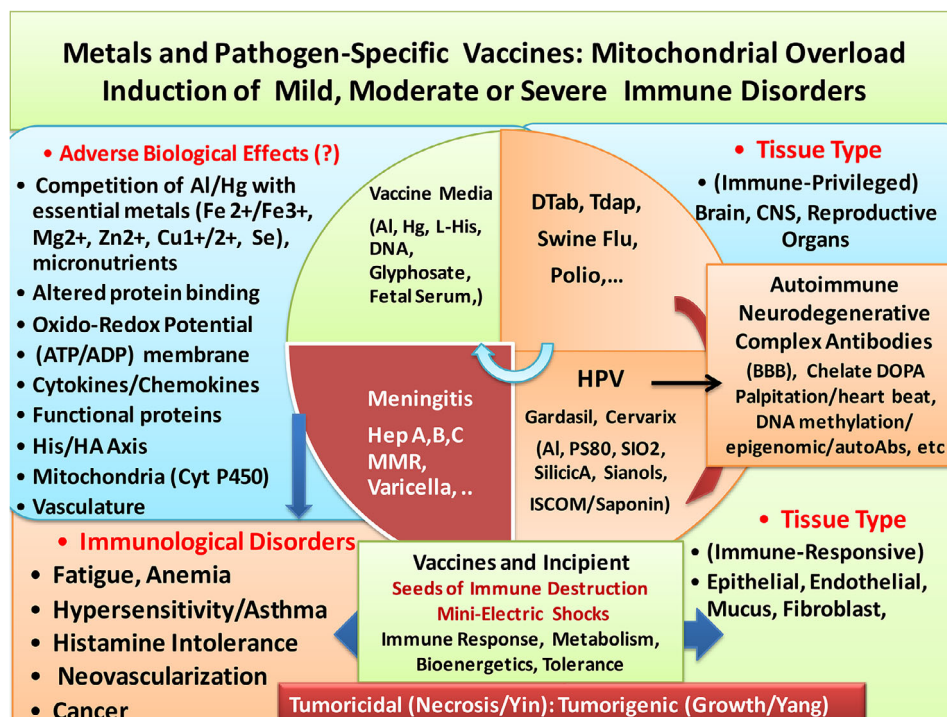 Metals and Pathogen-Specific Vaccines: Mitochondrial Overload
Induction of Mild, Moderate or Severe Immune Disorders
• Adverse Biological Effects (?)
• Competition of Al/Hg with
essential metals (Fe 2+/Fe3+,
Mg2+, Zn2+, Cu1+/2+, Se),
micronutrients
• Altered protein binding
• Oxido-Redox Potential
• (ATP/ADP) membrane
• Cytokines/Chemokines
• Functional proteins
• His/HA Axis
• Mitochondria (Cyt P450)
• Vasculature
Vaccine Media
(Al, Hg, L-His,
DNA,
Glyphosate,
Fetal Serum,)
DTab, Tdap,
Swine Flu,
Polio,...
• Tissue Type
• (Immune-Privileged)
Brain, CNS, Reproductive
Organs
Autoimmune
Neurodegenerative
Complex Antibodies
(BBB), Chelate DOPA
Palpitation/heart beat,
DNA methylation/
epigenomic/autoAbs, etc
Meningitis
Hep A,B,C
MMR,
Varicella, ..
HPV
Gardasil, Cervarix
(Al, PS80, SIO2,
SilicicA, Sianols,
ISCOM/Saponin)
• Tissue Type
• (Immune-Responsive)
• Epithelial, Endothelial,
Mucus, Fibroblast,
• Immunological Disorders
• Fatigue, Anemia
• Hypersensitivity/Asthma
• Histamine Intolerance
• Neovascularization
• Cancer
Vaccines and Incipient
Seeds of Immune Destruction
Mini-Electric Shocks
Immune Response, Metabolism,
Bioenergetics, Tolerance
Tumoricidal (Necrosis/Yin): Tumorigenic (Growth/Yang)